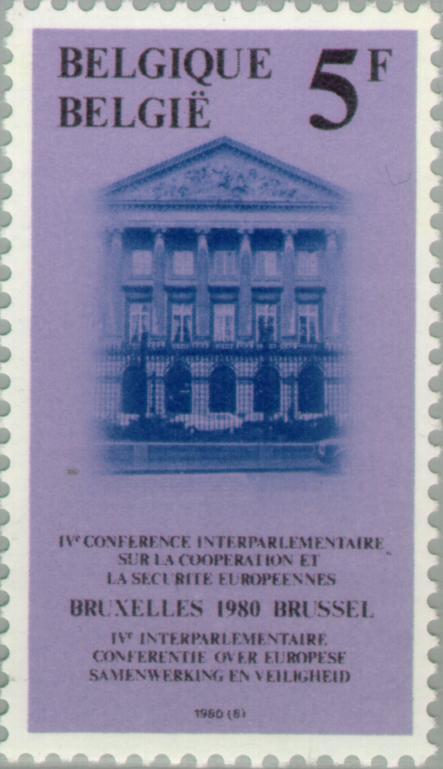 BELGIQUE
BELGIË
5F
IVe CONFERENCE INTERPARLEMENTAIRE
SUR LA COOPERATION ET
LA SECURITE EUROPEENNES
BRUXELLES 1980 BRUSSEL
IVe INTERPARLEMENTAIRE
CONFERENTIE OVER EUROPESE
SAMENWERKING EN VEILIGHEID
1980 (8)